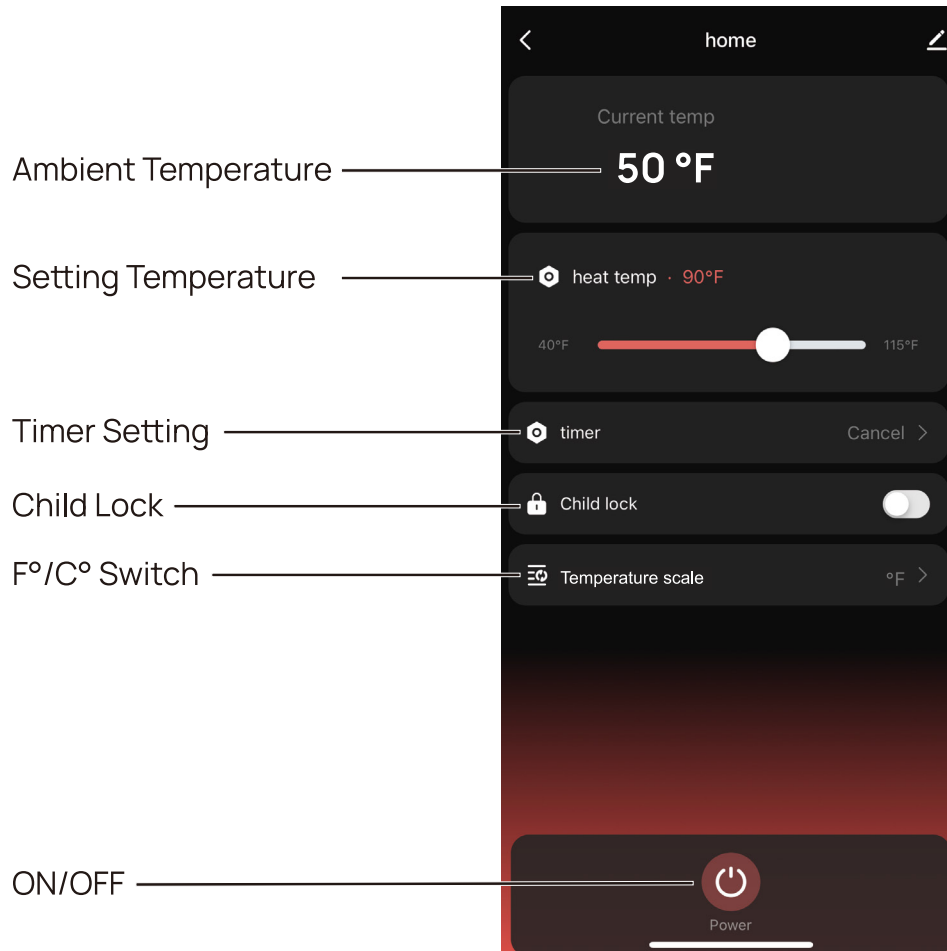 home
Current temp
Ambient Temperature
50 °F
Setting Temperature
heat temp · 90°F
40°F
115°F
Timer Setting
timer
Cancel
Child Lock
Child lock
F°/C° Switch
Temperature scale
°F
ON/OFF
Power